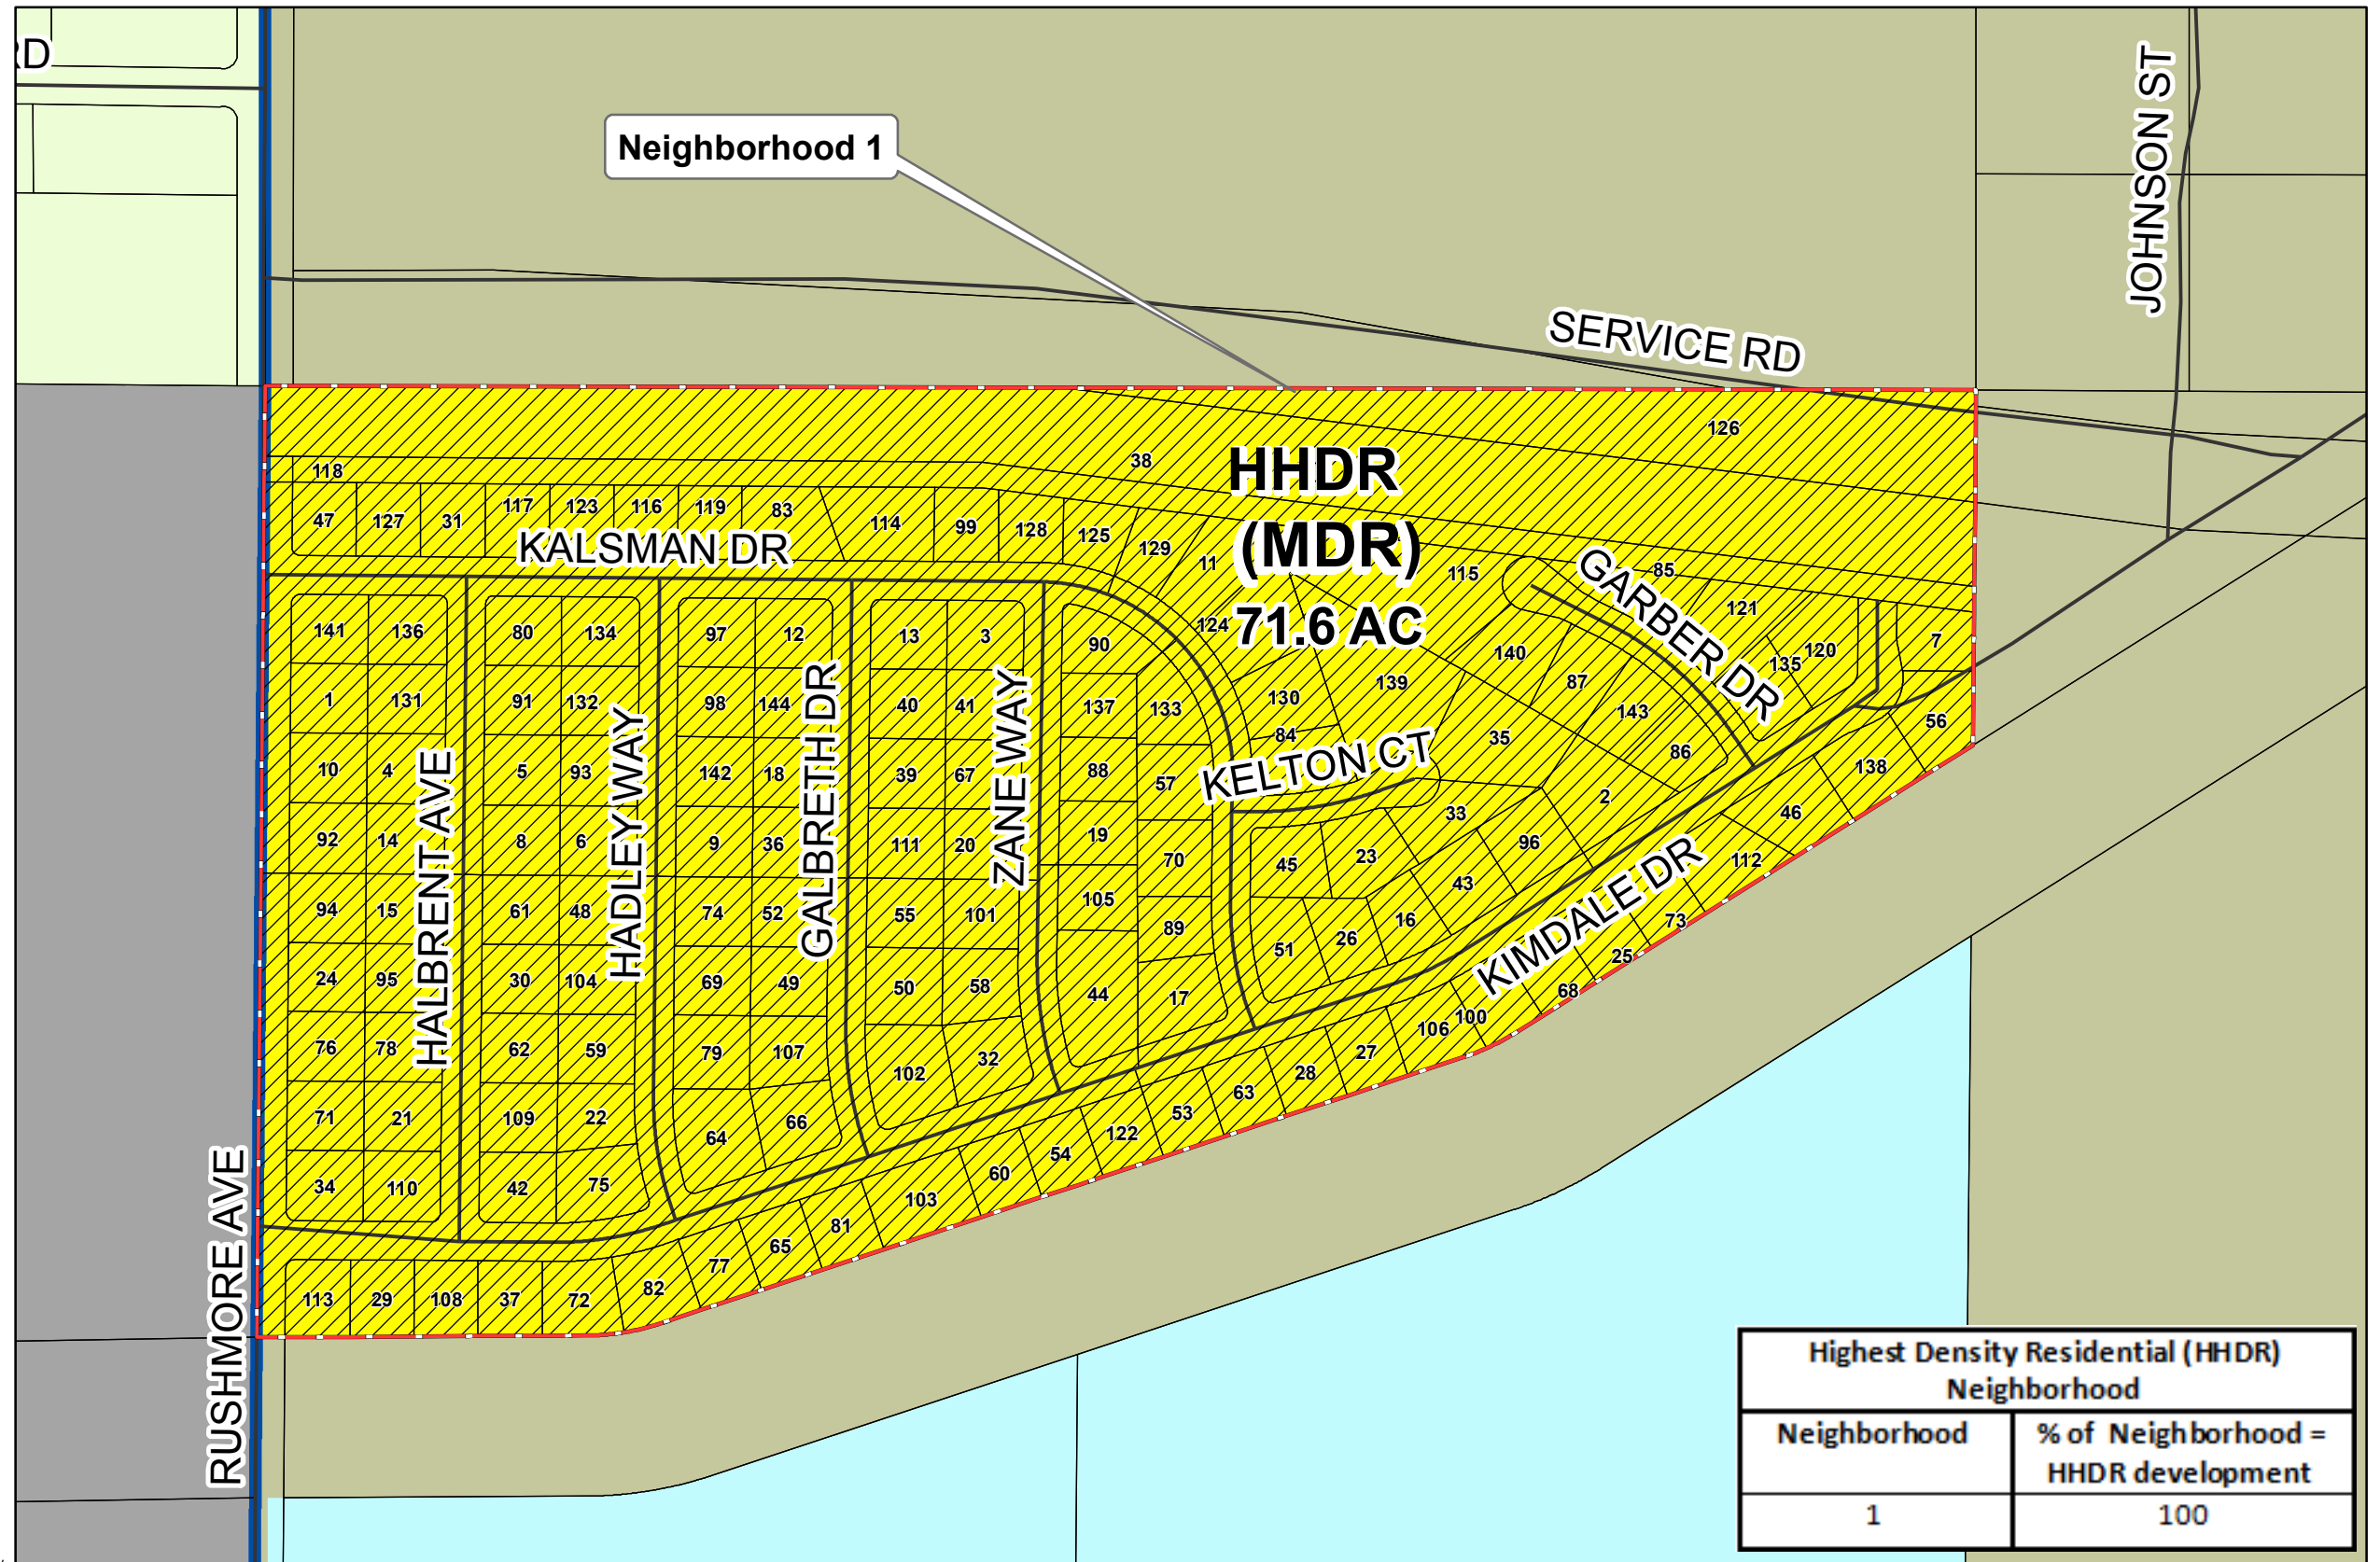 RD
JOHNSON ST
Neighborhood 1
SERVICE RD
126
118
38
HHDR
(MDR)
71.6 AC
47 127 31 117 123 116 119 83 114 99 128 125 129 11 115 85 121
KALSMAN DR
GARBER DR
141 136 80 134 97 12 13 3 90 124 140 135 120 7
1 131 91 132 98 144 40 41 137 133 130 139 87 143 56
10 4 5 93 142 18 39 67 88 57 84 35 86 138
KELTON CT
92 14 8 6 9 36 111 20 19 70 45 23 33 96 2 46
HALBRENT AVE
HADLEY WAY
GALBRETH DR
ZANE WAY
KIMDALE DR
94 15 61 48 74 52 55 101 105 89 51 26 16 43 112
24 95 30 104 69 49 50 58 44 17 106 100 68 25 73
76 78 62 59 79 107 102 32 63 28 27
71 21 109 22 64 66 60 54 122 53
34 110 42 75 81 103
113 29 108 37 72 82 77 65
RUSHMORE AVE
Highest Density Residential (HHDR)
Neighborhood
Neighborhood
% of Neighborhood =
HHDR development
1
100